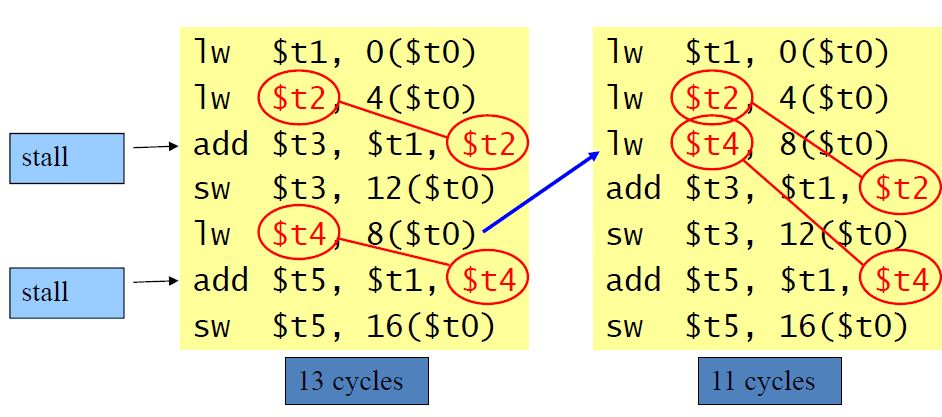 lw $t1, 0($t0)
lw $t2, 4($t0)
stall
add $t3, $t1, $t2
sw $t3, 12($t0)
lw $t4, 8($t0)
stall
add $t5, $t1, $t4
sw $t5, 16($t0)
13 cycles
lw $t1, 0($t0)
lw $t2, 4($t0)
lw $t4, 8($t0)
add $t3, $t1, $t2
sw $t3, 12($t0)
add $t5, $t1, $t4
sw $t5, 16($t0)
11 cycles